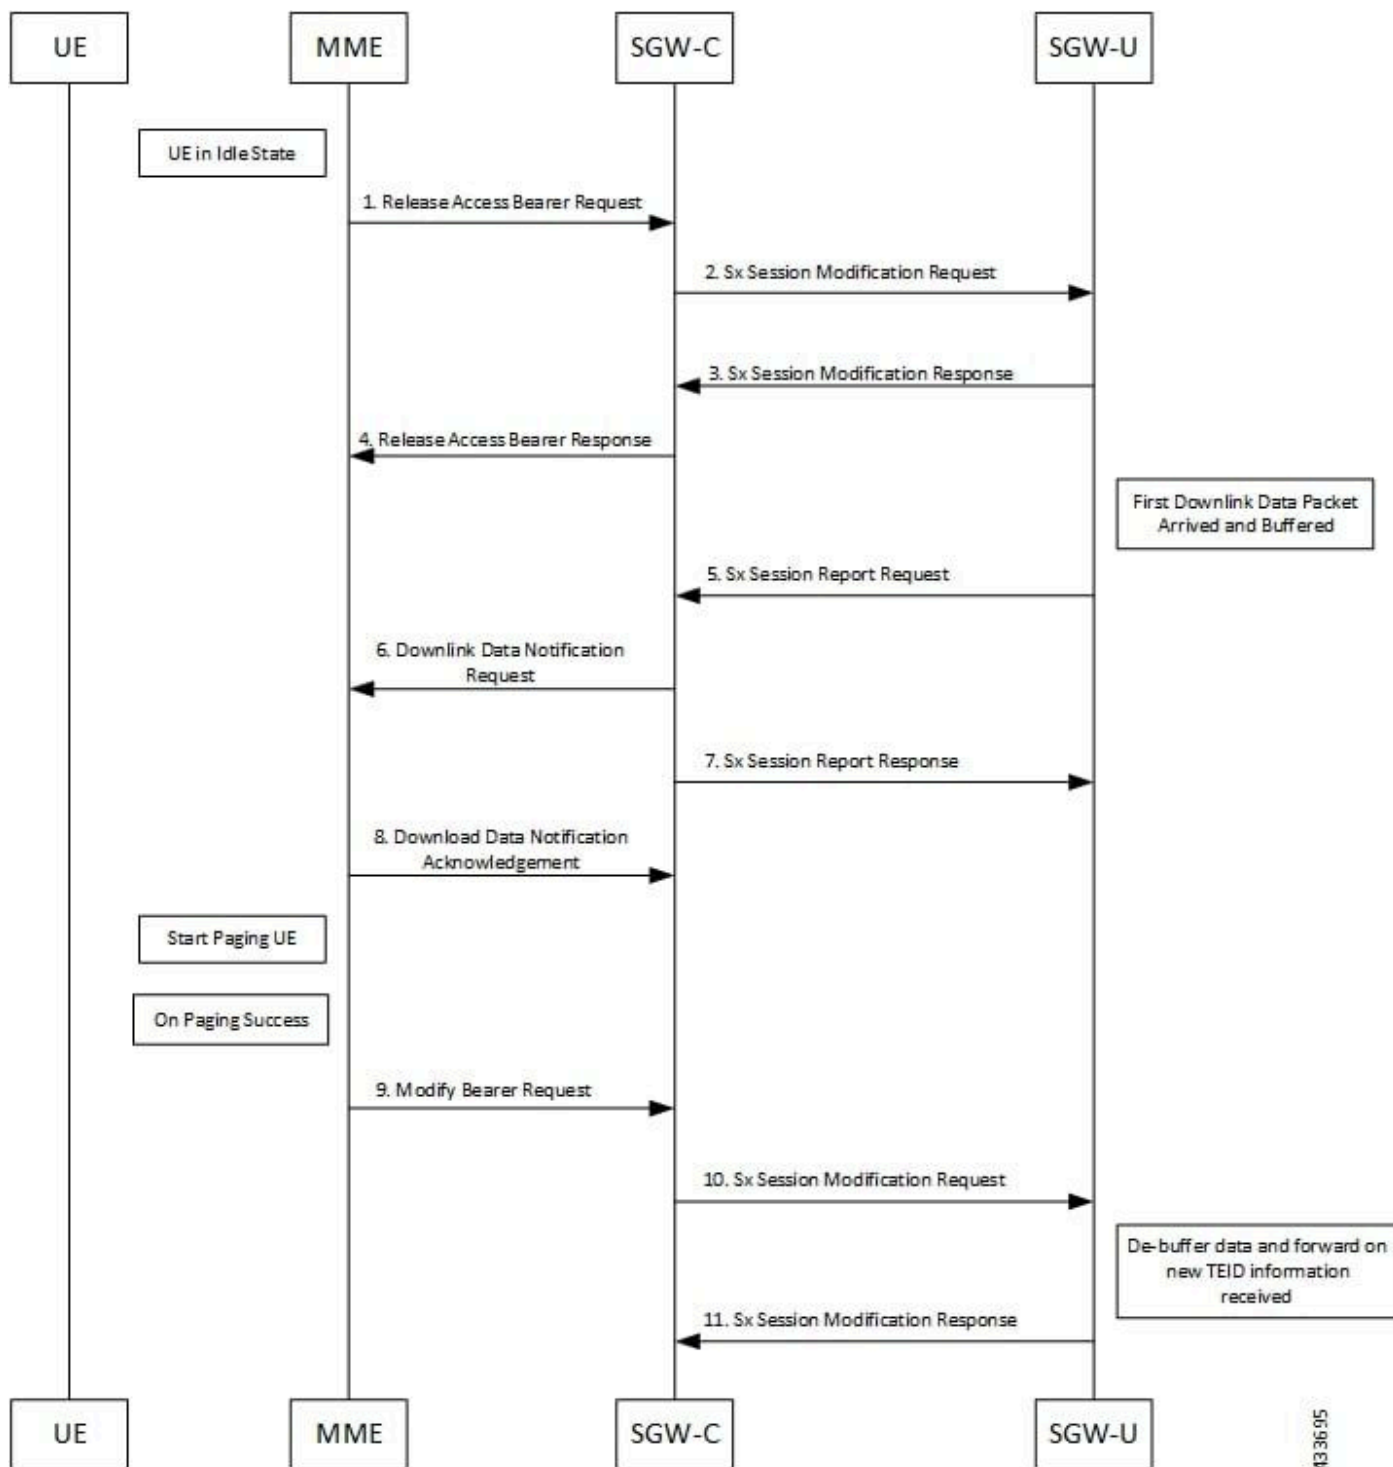 UE
MME
SGW-C
SGW-U
UE in Idle State
1. Release Access Bearer Request
2. Sx Session Modification Request
3. Sx Session Modification Response
4. Release Access Bearer Response
First Downlink Data Packet
Arrived and Buffered
5. Sx Session Report Request
6. Downlink Data Notification
Request
7. Sx Session Report Response
8. Download Data Notification
Acknowledgement
Start Paging UE
On Paging Success
9. Modify Bearer Request
10. Sx Session Modification Request
De-buffer data and forward on
new TEID information
received
11. Sx Session Modification Response
UE
MME
SGW-C
SGW-U
433695